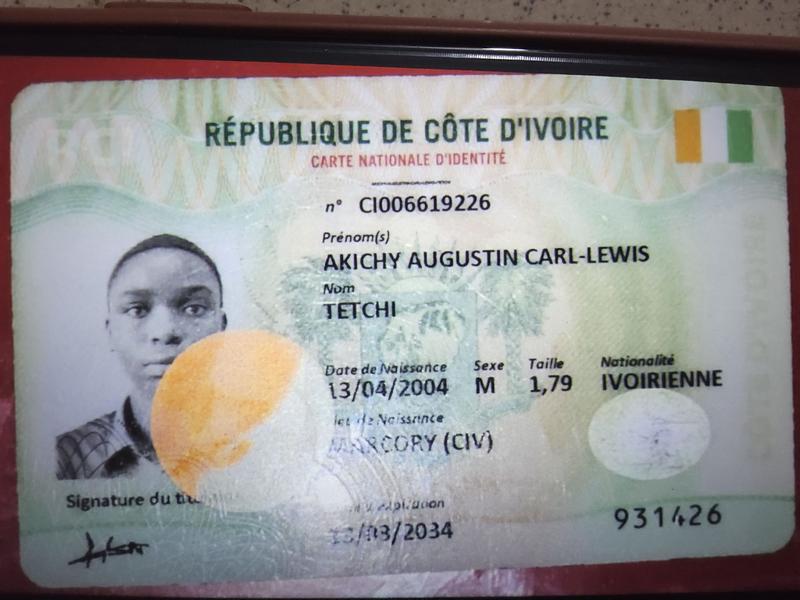 RÉPUBLIQUE DE CÔTE D'IVOIRE
CARTE NATIONALE D'IDENTITÉ
n° CI006619226
Prénom(s)
AKICHY AUGUSTIN CARL-LEWIS
Nom
TETCHI
Date de Naissance Sexe Taille Nationalité
13/04/2004 M 1,79 IVOIRIENNE
de Naissance
MARCORY (CIV)
Signature du
931426